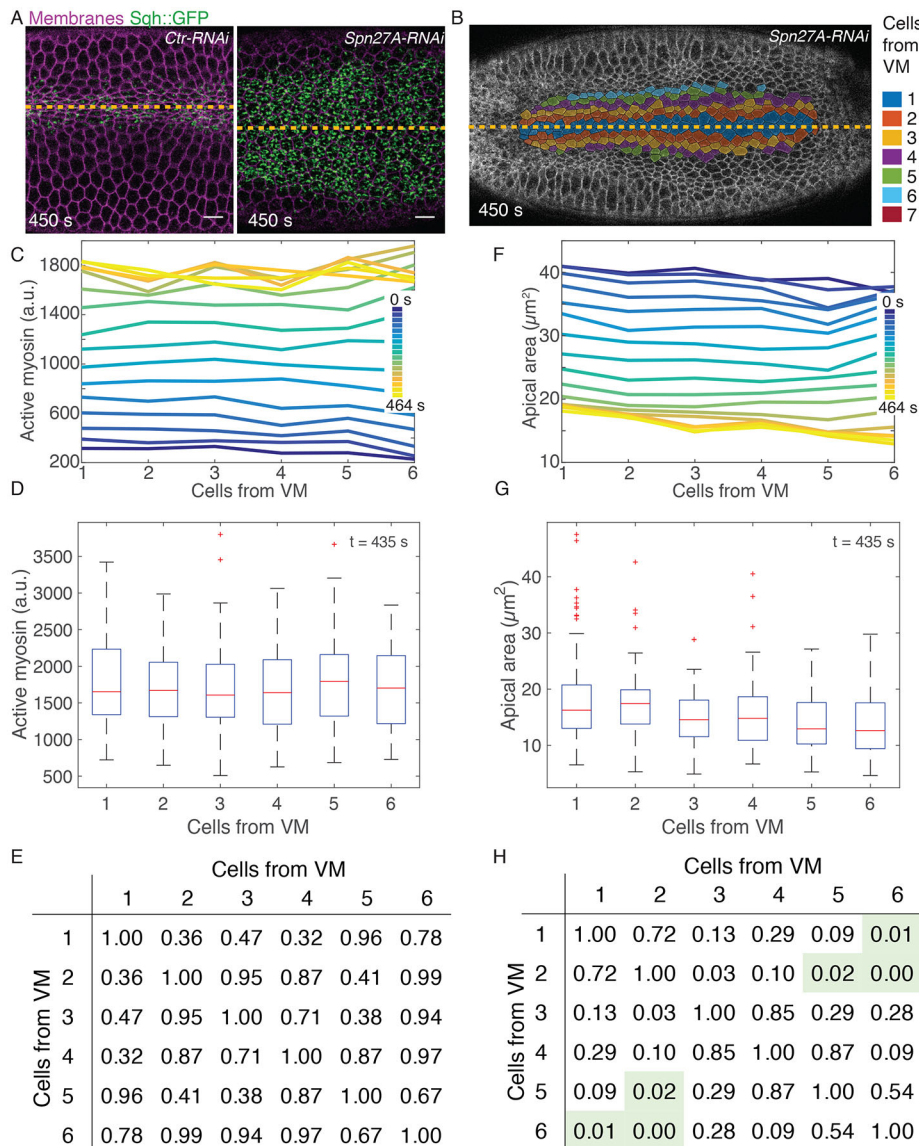 A Membranes Sqh::GFP
Ctr-RNAi
Spn27A-RNAi
450 s
450 s
B
Spn27A-RNAi
450 s
Cells
from
VM
1
2
3
4
5
6
7
C
Active myosin (a.u.)
1800
1400
1000
600
200
0 s
464 s
1 2 3 4 5 6
Cells from VM
F
Apical area (µm²)
40
30
20
10
0 s
464 s
1 2 3 4 5 6
Cells from VM
D
Active myosin (a.u.)
t = 435 s
3500
3000
2500
2000
1500
1000
500
1 2 3 4 5 6
Cells from VM
G
Apical area (µm²)
t = 435 s
40
30
20
10
1 2 3 4 5 6
Cells from VM
E
Cells from VM
1 2 3 4 5 6
Cells from VM
1 1.00 0.36 0.47 0.32 0.96 0.78
2 0.36 1.00 0.95 0.87 0.41 0.99
3 0.47 0.95 1.00 0.71 0.38 0.94
4 0.32 0.87 0.71 1.00 0.87 0.97
5 0.96 0.41 0.38 0.87 1.00 0.67
6 0.78 0.99 0.94 0.97 0.67 1.00
H
Cells from VM
1 2 3 4 5 6
Cells from VM
1 1.00 0.72 0.13 0.29 0.09 0.01
2 0.72 1.00 0.03 0.10 0.02 0.00
3 0.13 0.03 1.00 0.85 0.29 0.28
4 0.29 0.10 0.85 1.00 0.87 0.09
5 0.09 0.02 0.29 0.87 1.00 0.54
6 0.01 0.00 0.28 0.09 0.54 1.00